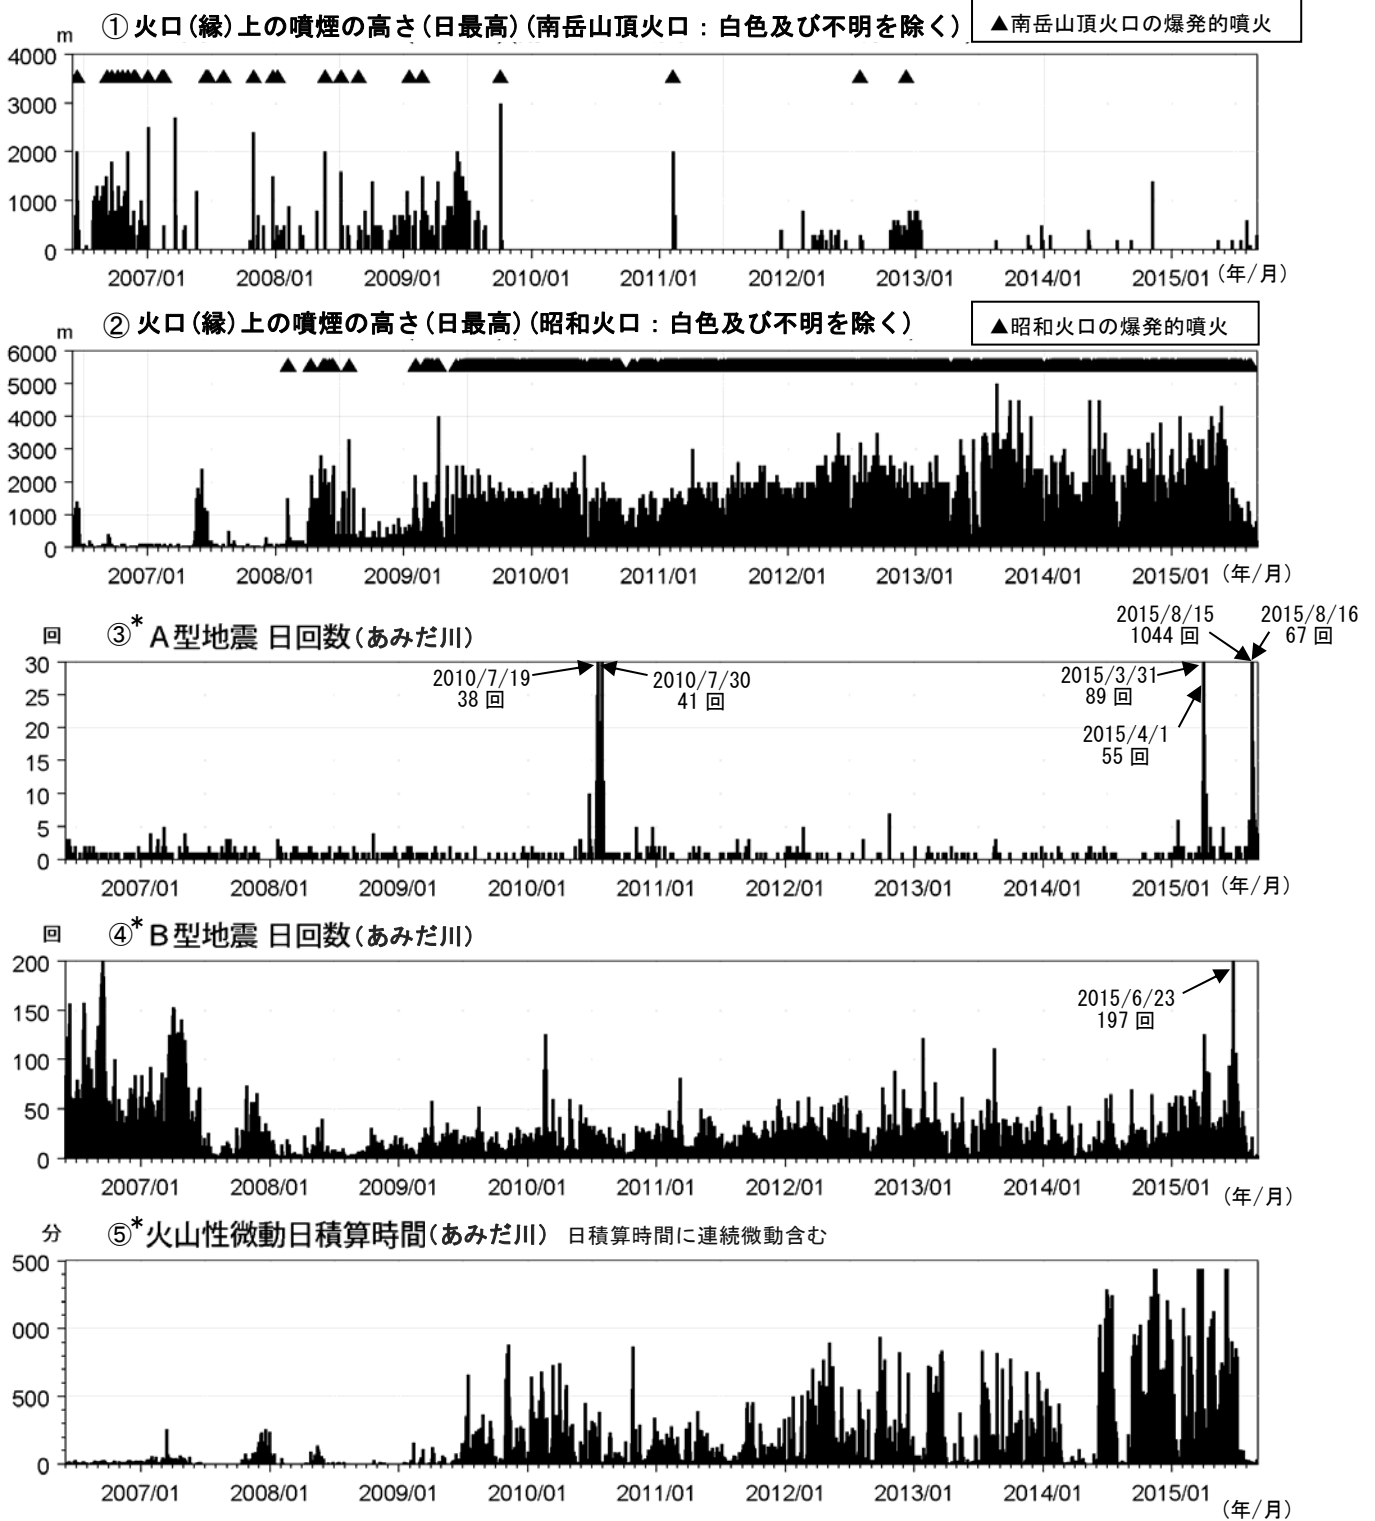 ① 火口(縁)上の噴煙の高さ(日最高)(南岳山頂火口：白色及び不明を除く)
▲南岳山頂火口の爆発的噴火
m
4000
3000
2000
1000
0
2007/01 2008/01 2009/01 2010/01 2011/01 2012/01 2013/01 2014/01 2015/01 (年/月)
② 火口(縁)上の噴煙の高さ(日最高)(昭和火口：白色及び不明を除く)
▲昭和火口の爆発的噴火
m
6000
5000
4000
3000
2000
1000
0
2007/01 2008/01 2009/01 2010/01 2011/01 2012/01 2013/01 2014/01 2015/01 (年/月)
回 ③*A型地震 日回数(あみだ川)
2015/8/15
1044 回
2015/8/16
67 回
30
25
20
15
10
5
0
2010/7/19
38 回
2010/7/30
41 回
2015/3/31
89 回
2015/4/1
55 回
2007/01 2008/01 2009/01 2010/01 2011/01 2012/01 2013/01 2014/01 2015/01 (年/月)
回 ④*B型地震 日回数(あみだ川)
200
150
100
50
0
2015/6/23
197 回
2007/01 2008/01 2009/01 2010/01 2011/01 2012/01 2013/01 2014/01 2015/01 (年/月)
分 ⑤*火山性微動日積算時間(あみだ川) 日積算時間に連続微動含む
500
000
500
0
2007/01 2008/01 2009/01 2010/01 2011/01 2012/01 2013/01 2014/01 2015/01
(年/月)